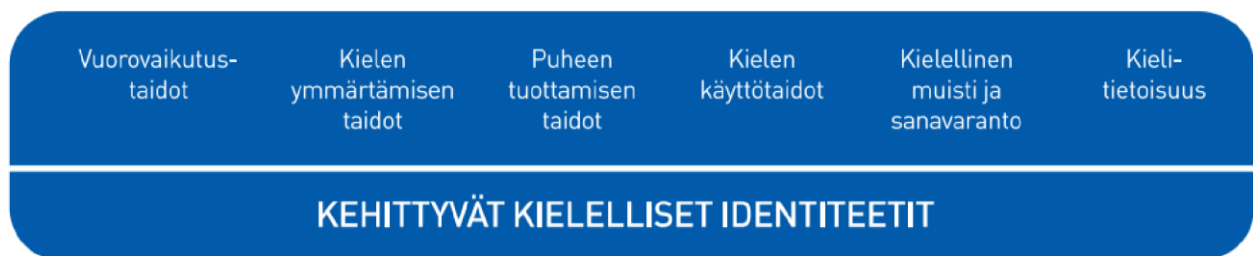 Vuorovaikutus-
taidot
Kielen
ymmärtämisen
taidot
Puheen
tuottamisen
taidot
Kielen
käyttötaidot
Kielellinen
muisti ja
sanavaranto
Kieli-
tietoisuus
KEHITTYVÄT KIELELLISET IDENTITEETIT